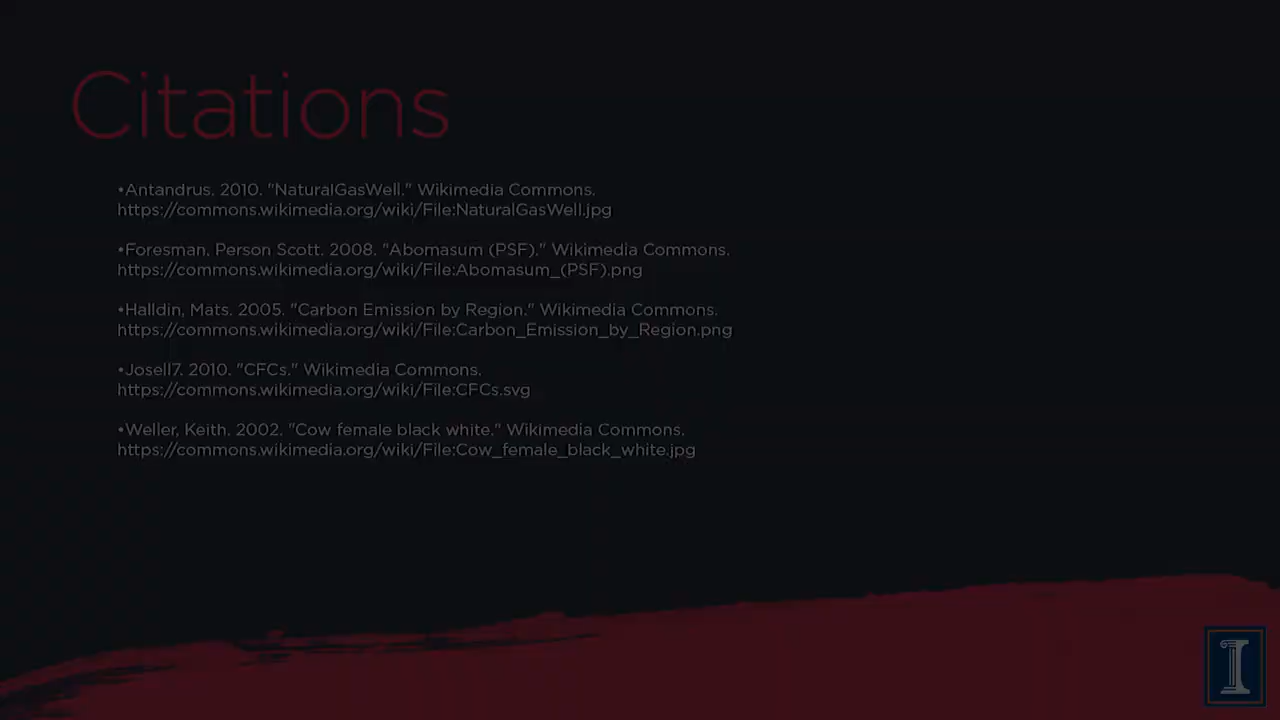 Citations
•Antandrus. 2010. "NaturalGasWell." Wikimedia Commons.
https://commons.wikimedia.org/wiki/File:NaturalGasWell.jpg
•Foresman, Person Scott. 2008. "Abomasum (PSF)." Wikimedia Commons.
https://commons.wikimedia.org/wiki/File:Abomasum_(PSF).png
•Halldin, Mats. 2005. "Carbon Emission by Region." Wikimedia Commons.
https://commons.wikimedia.org/wiki/File:Carbon_Emission_by_Region.png
•Josell7. 2010. "CFCs." Wikimedia Commons.
https://commons.wikimedia.org/wiki/File:CFCs.svg
•Weller, Keith. 2002. "Cow female black white." Wikimedia Commons.
https://commons.wikimedia.org/wiki/File:Cow_female_black_white.jpg
I